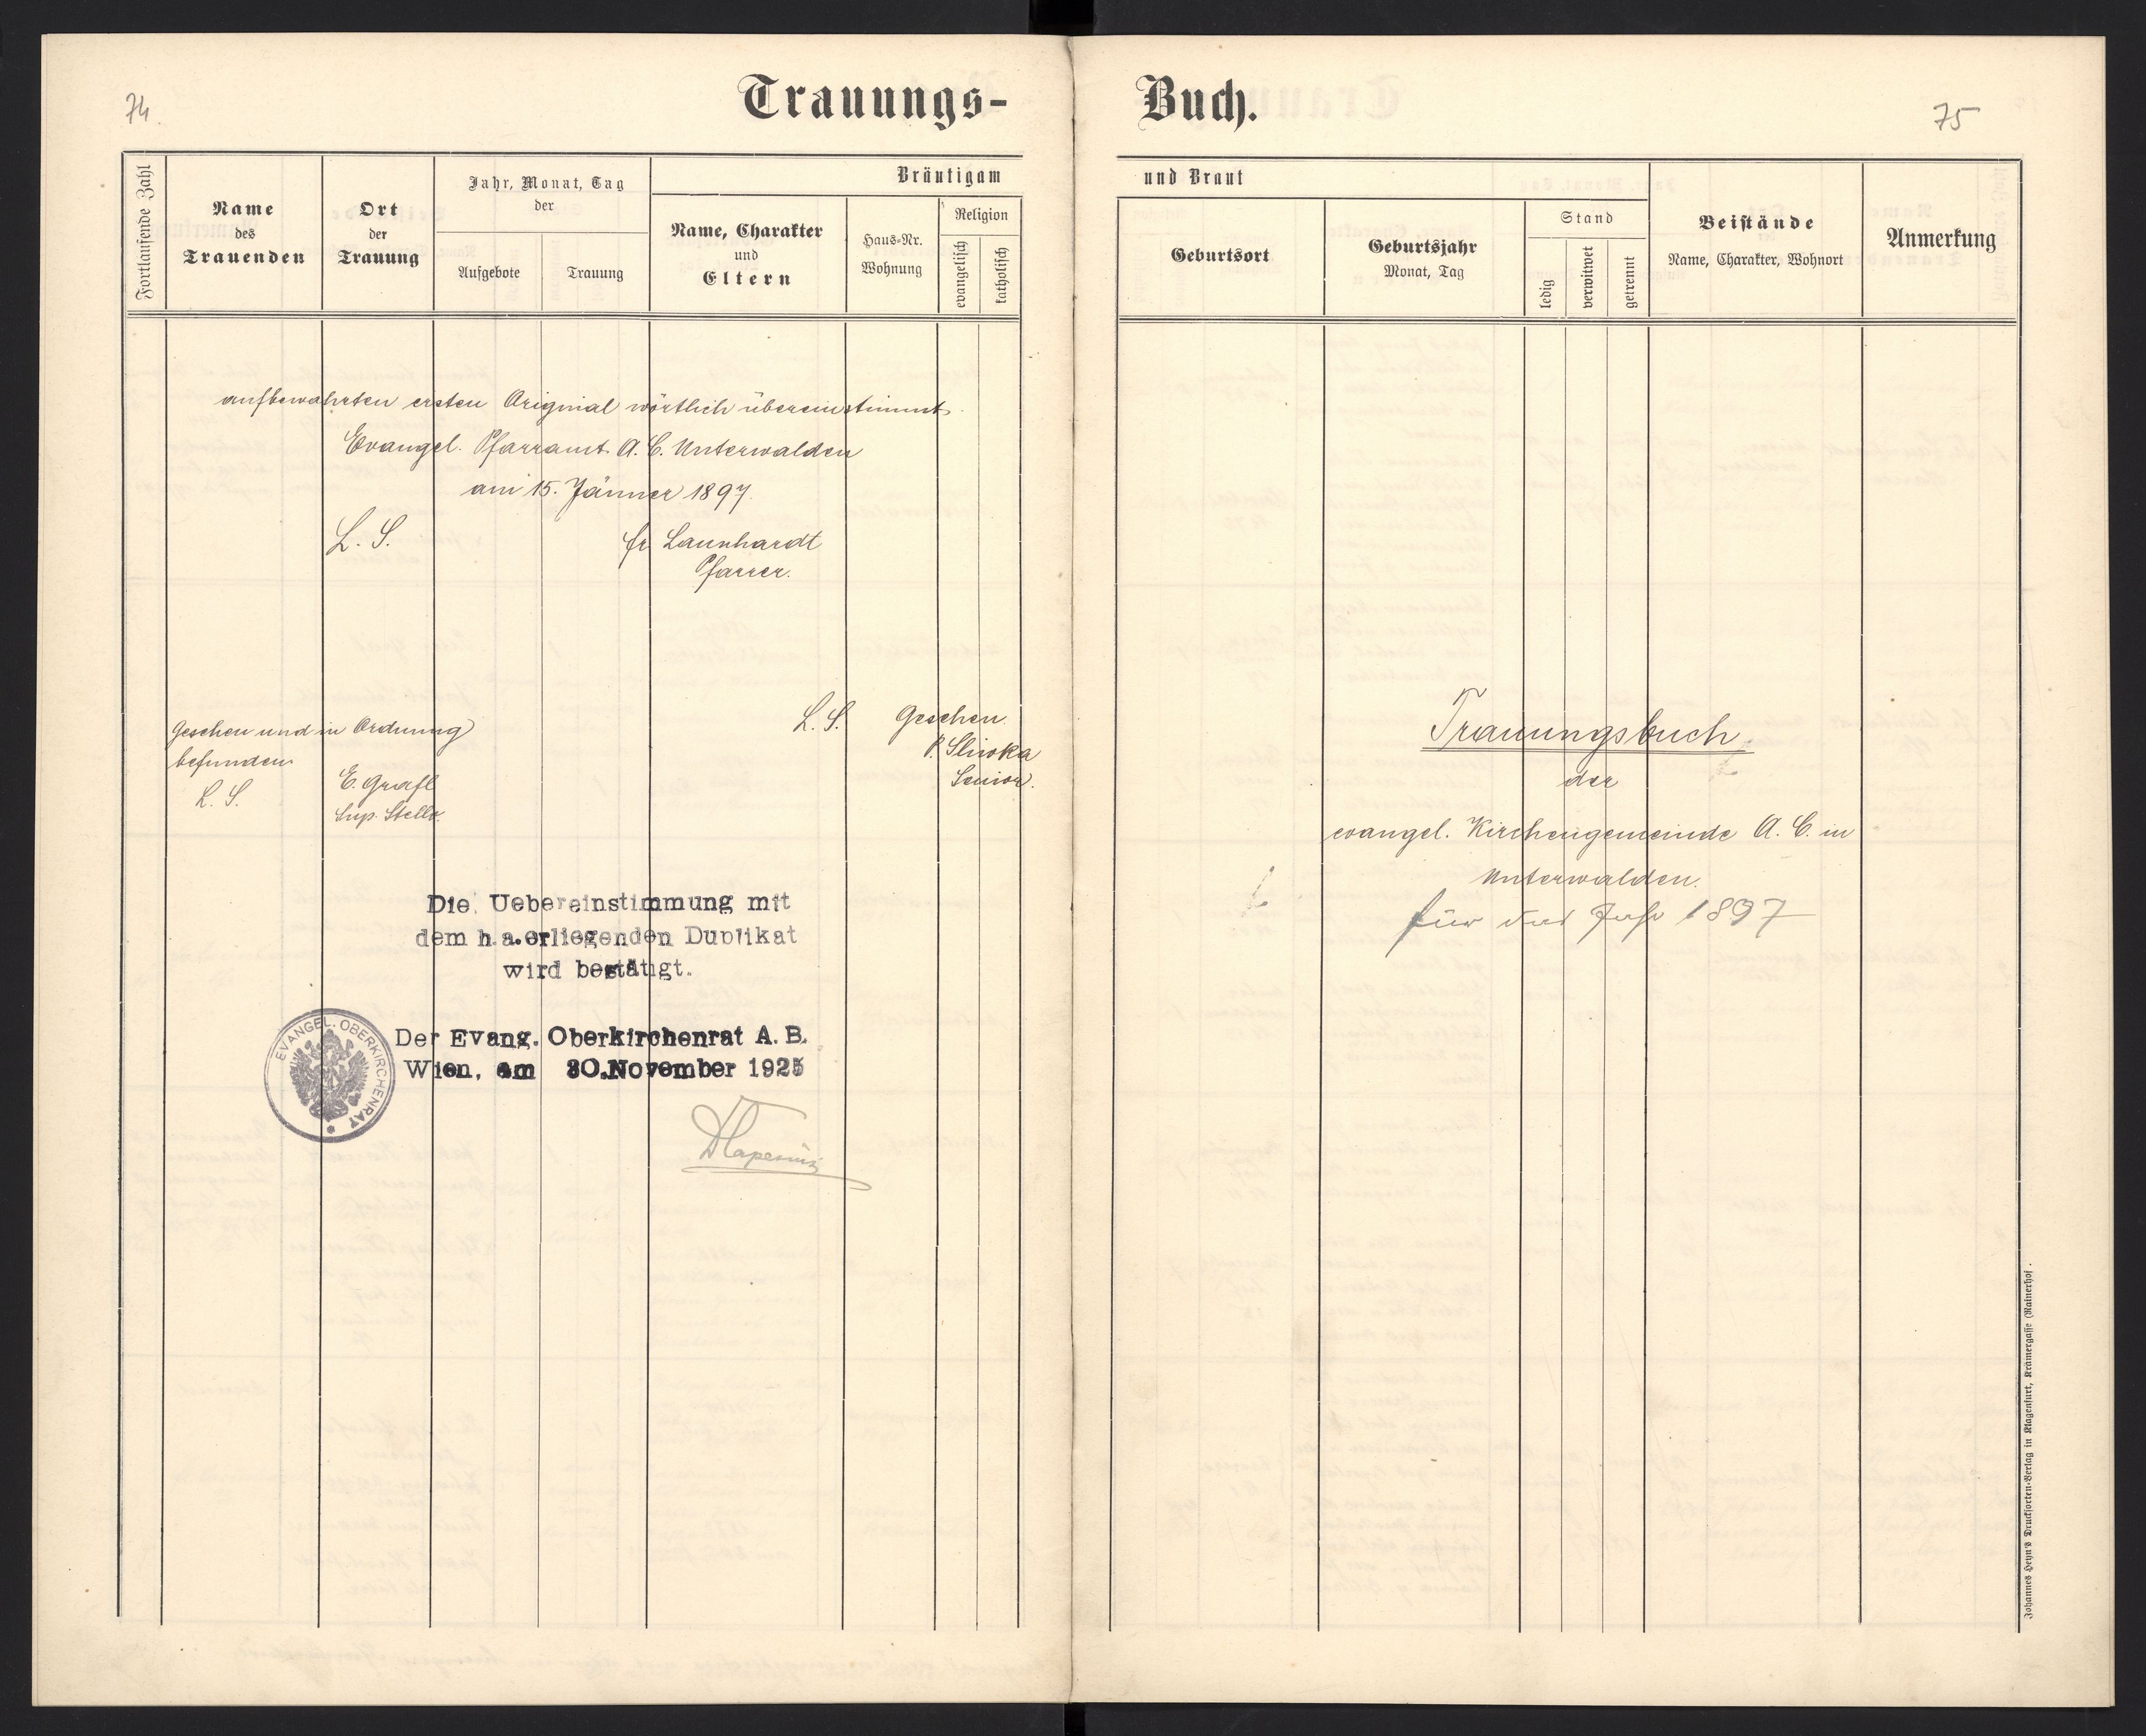 74.
Trauungs-
Fortlaufende Zahl
Name
des
Trauenden
Ort
der
Trauung
Jahr, Monat, Tag
der
Aufgebote
Trauung
Bräutigam
Name, Charakter
und
Eltern
Haus-Nr.
Wohnung
Religion
evangelisch
katholisch
aufbewahrten ersten Original wörtlich übereinstimmt.
Evangel. Pfarramt A. C. Unterwalden
am 15. Jänner 1897.
L. S.
fr Launhardt
Pfarrer.
L. S. Gesehen.
P. Sliwka
Senior.
Gesehen und in Ordnung
befunden
L. S.
E. Grafl
Sup. Stellv.
Die Uebereinstimmung mit
dem h.a.erliegenden Duplikat
wird bestätigt.
EVANGEL. OBERKIRCHENRAT
Der Evang. Oberkirchenrat A. B.
Wien, am 30. November 1925
Buch.
75
und Braut
Geburtsort
Geburtsjahr
Monat, Tag
Stand
ledig
verwitwet
getrennt
Beistände
Name, Charakter, Wohnort
Anmerkung
Trauungsbuch
der
evangel. Kirchengemeinde A. C. in
Unterwalden.
für das Jahr 1897
Johannes Heyn's Drucksorten-Verlag in Klagenfurt, Kramergasse (Rainerhof).